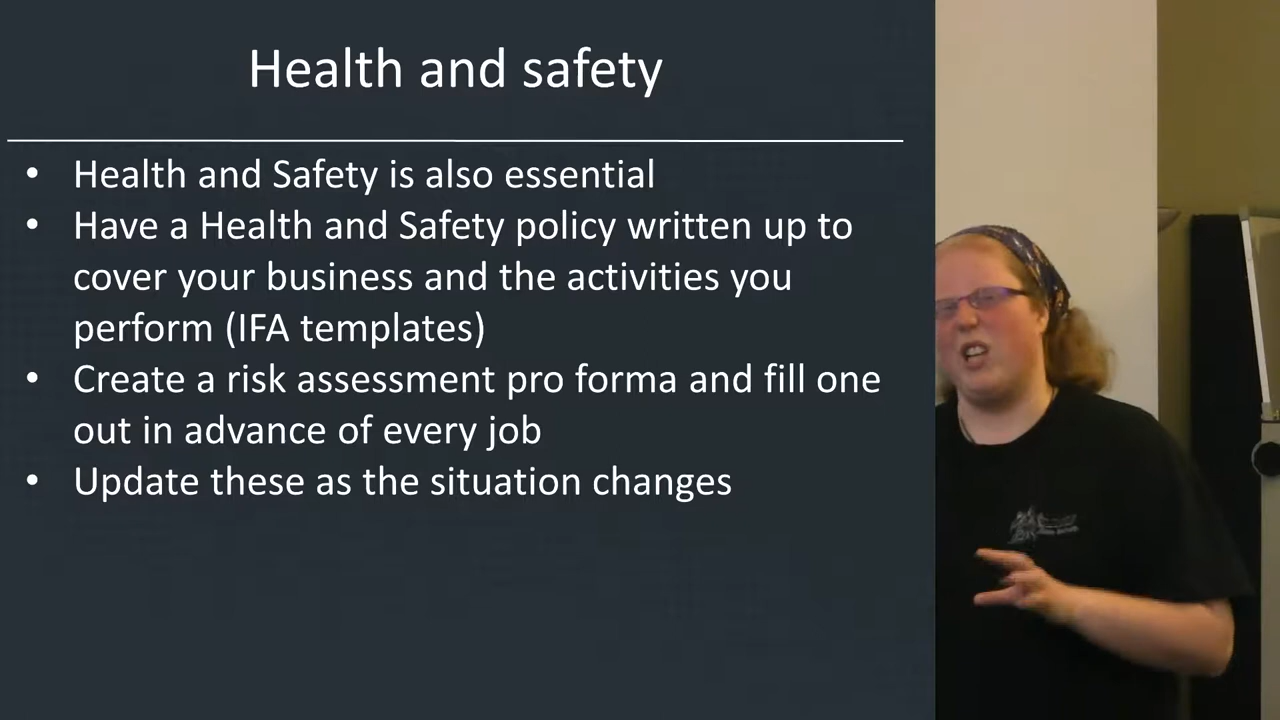 Health and safety
• Health and Safety is also essential
• Have a Health and Safety policy written up to
cover your business and the activities you
perform (IFA templates)
• Create a risk assessment pro forma and fill one
out in advance of every job
• Update these as the situation changes